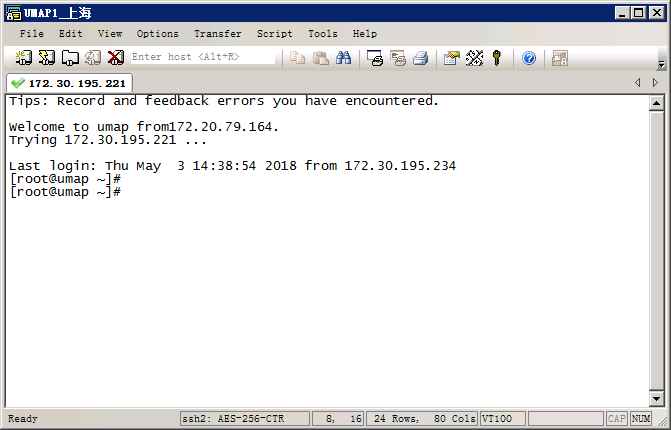 UMAP1_上海
File Edit View Options Transfer Script Tools Help
Enter host <Alt+R>
172.30.195.221
Tips: Record and feedback errors you have encountered.
Welcome to umap from172.20.79.164.
Trying 172.30.195.221 ...
Last login: Thu May  3 14:38:54 2018 from 172.30.195.234
[root@umap ~]#
[root@umap ~]#
Ready ssh2: AES-256-CTR 8, 16 24 Rows, 80 Cols VT100 CAP NUM